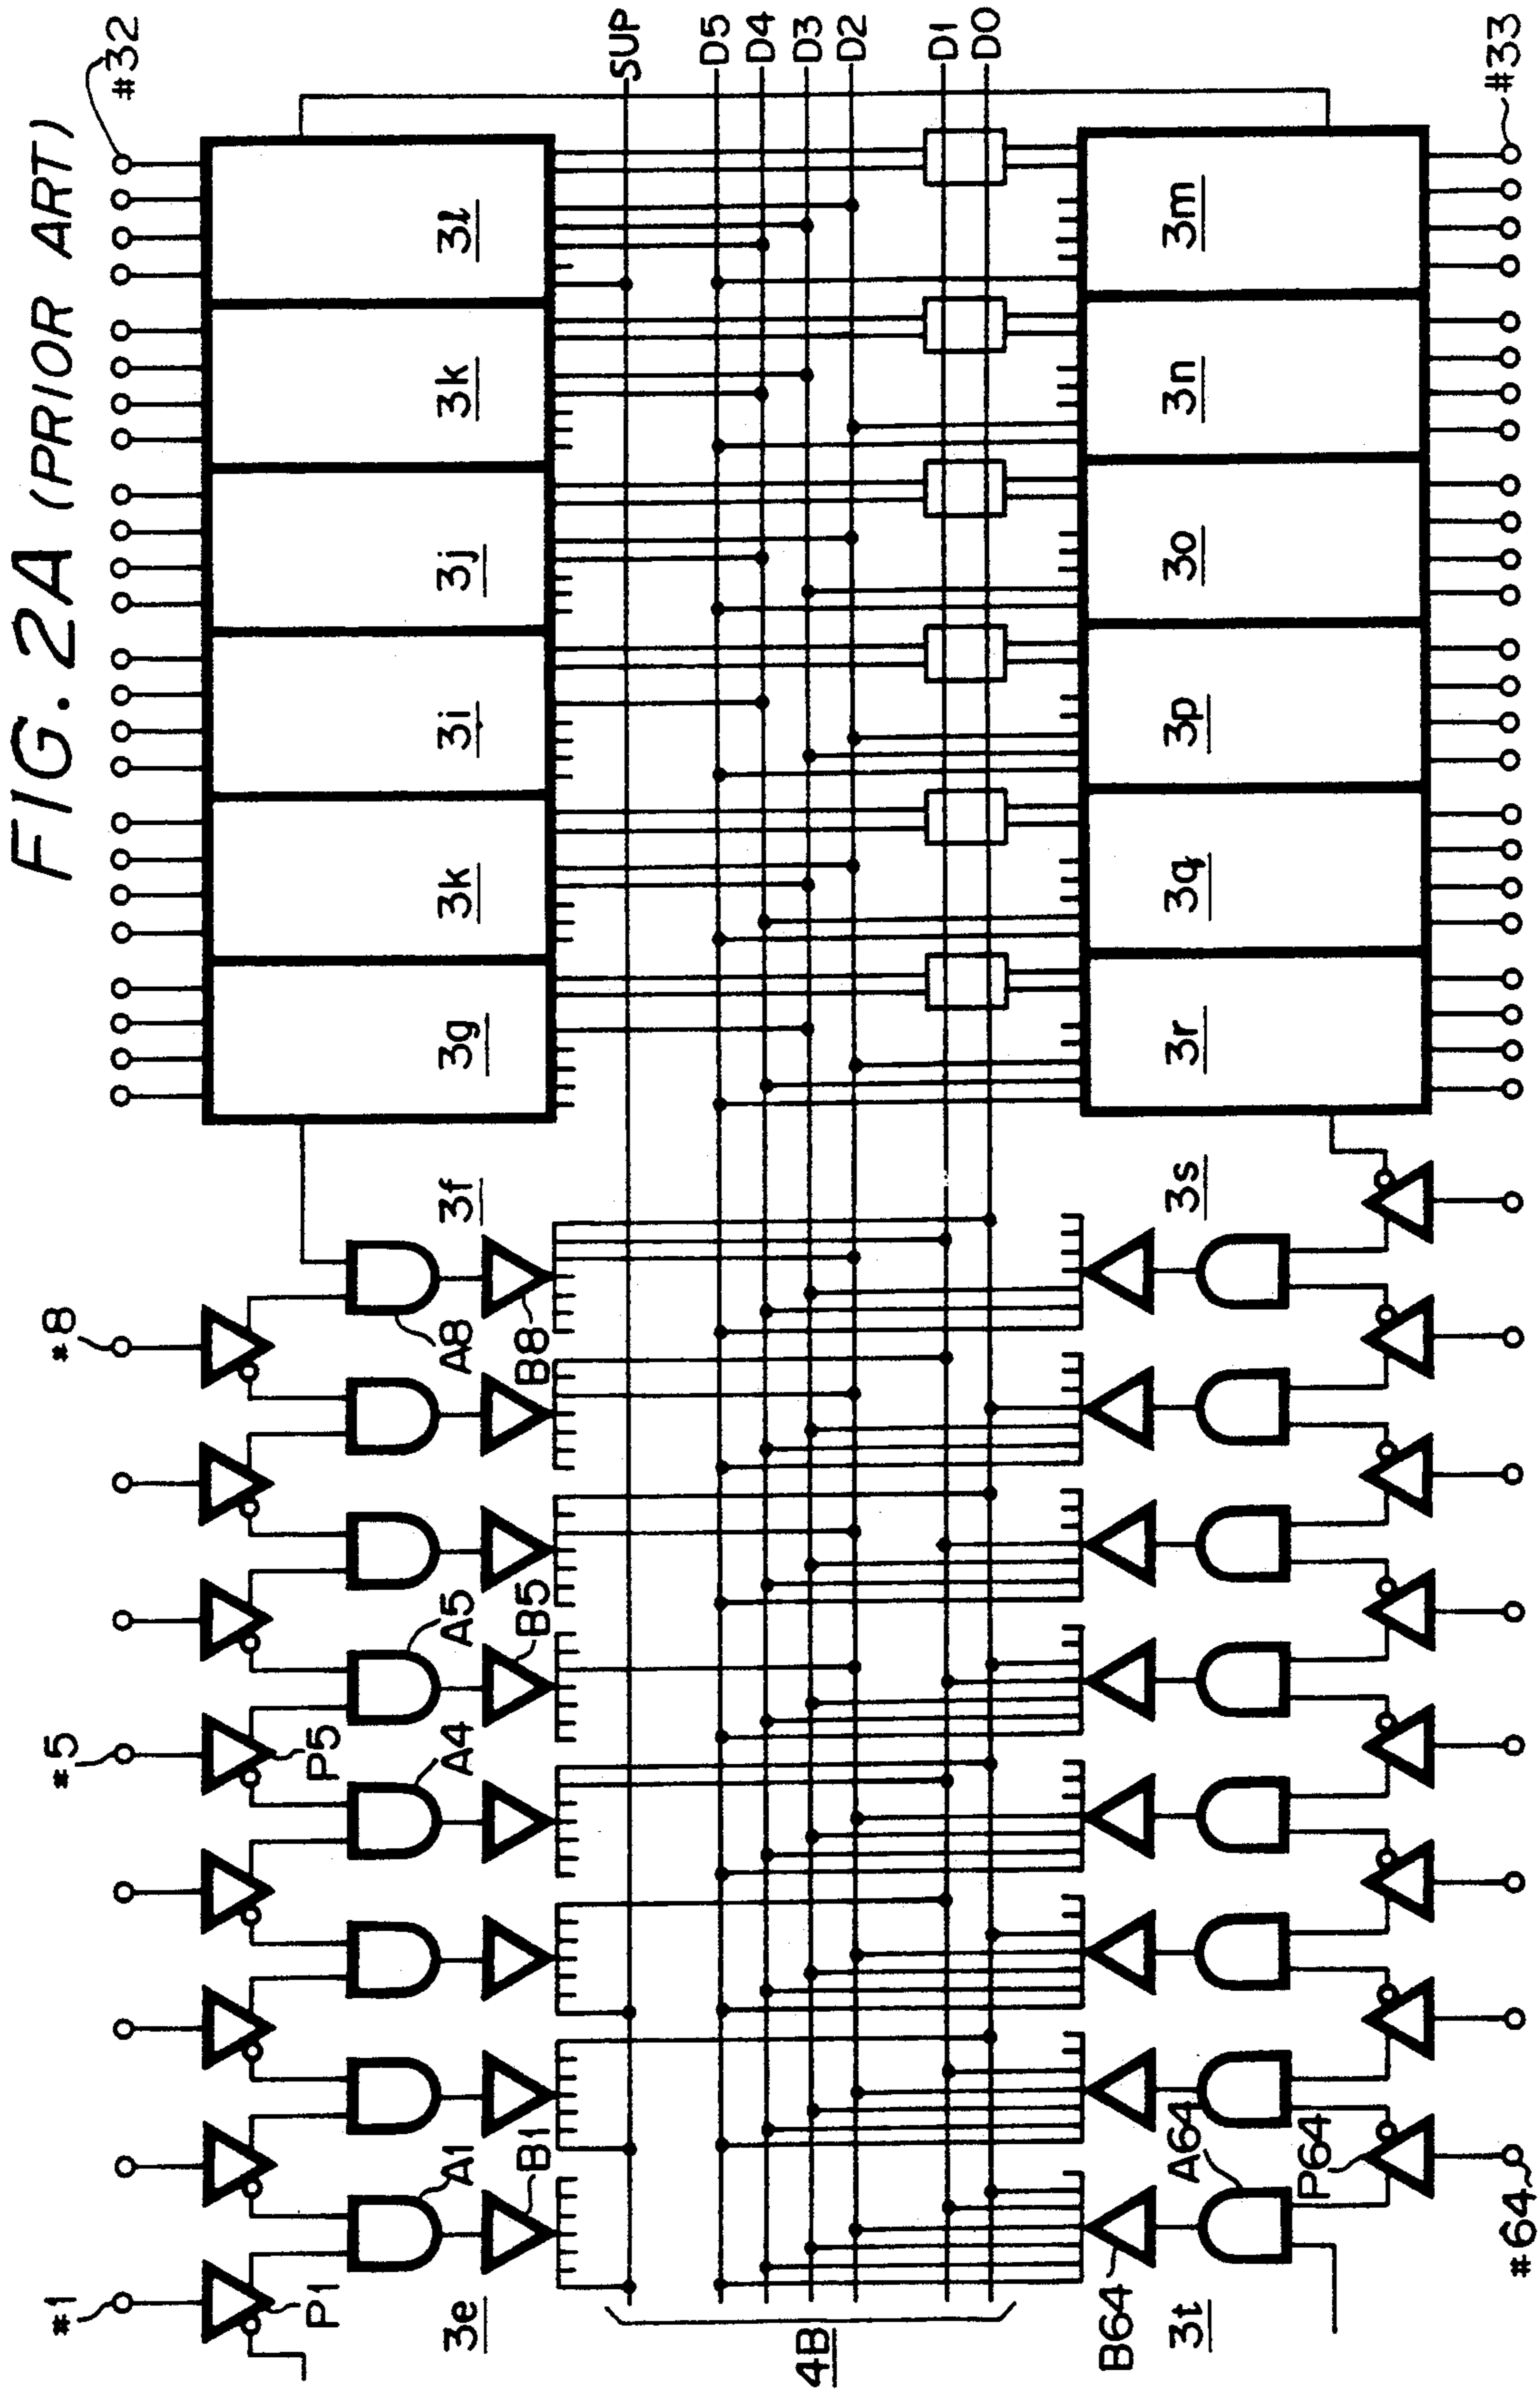 FIG. 2A (PRIOR ART)
#1
#5
#8
#32
P1
P5
A1
A4
A5
A8
3e
B1
B5
B8
3f
3g
3k
3i
3j
3k
3l
SUP
D5
D4
D3
D2
D1
D0
4B
B64
3t
A64
P64
3s
3r
3q
3p
3o
3n
3m
#64
#33